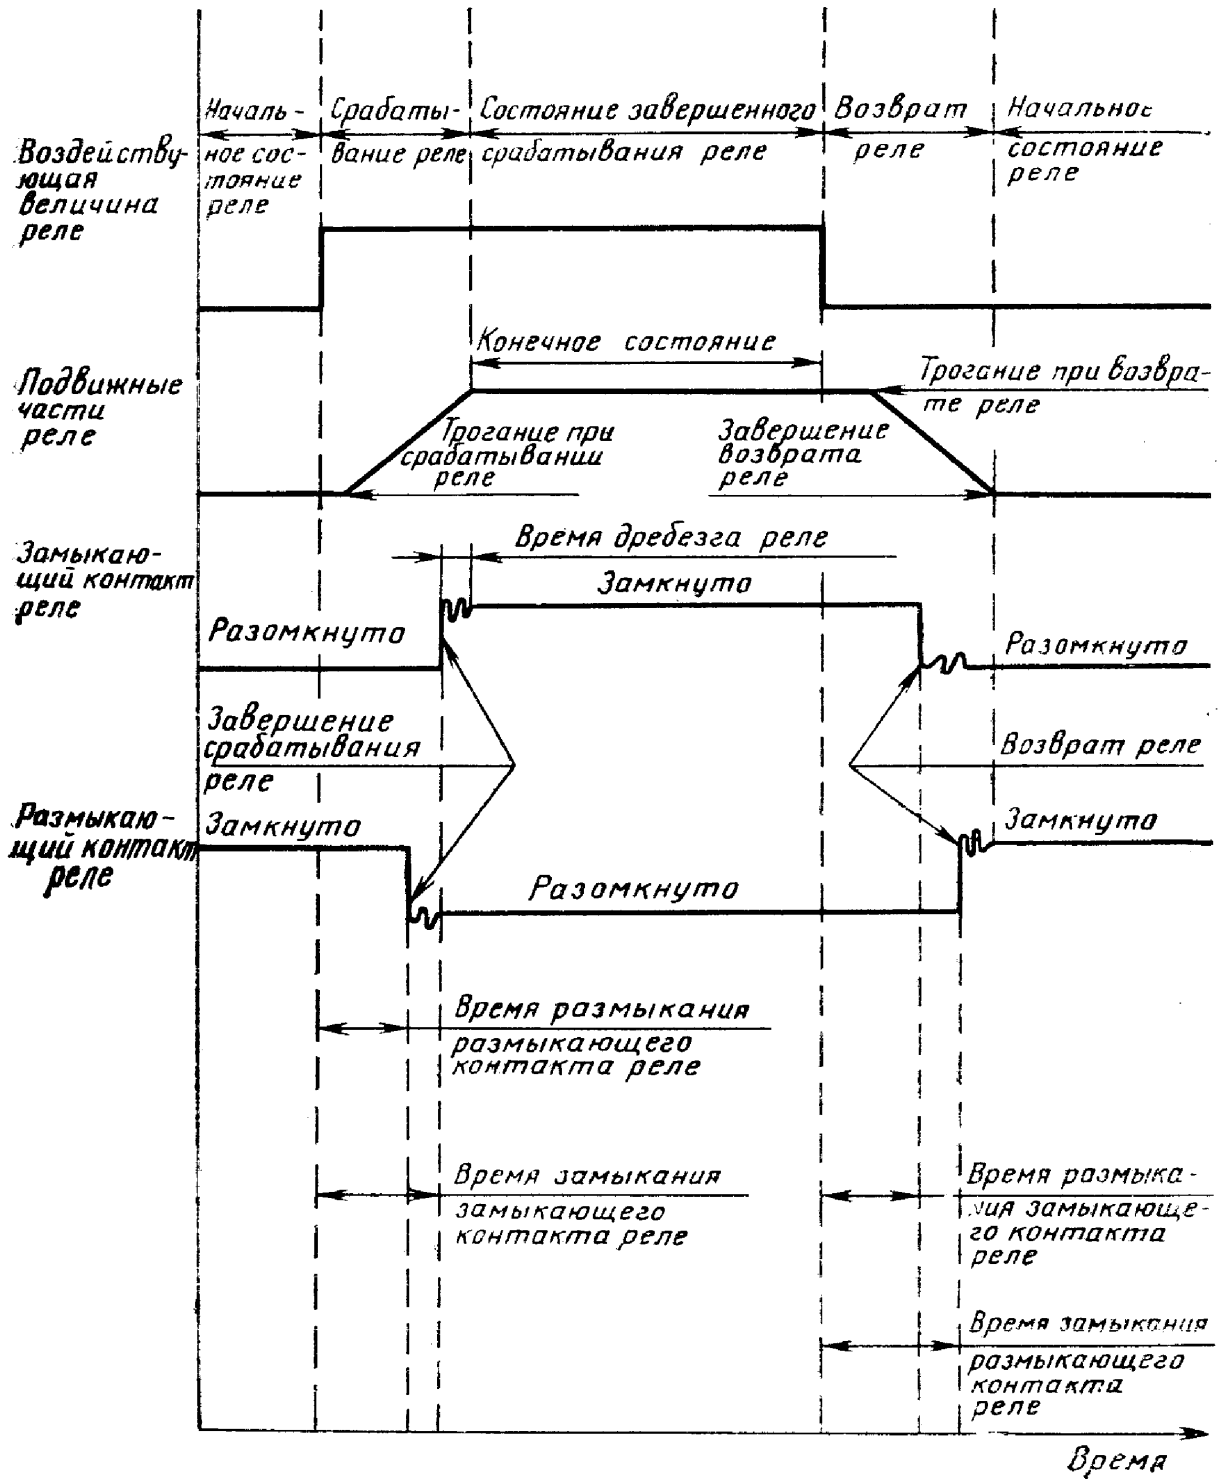 Началь-
ное сос-
тояние
реле
Срабаты-
вание реле
Состояние завершенного
срабатывания реле
Возврат
реле
Начальное
состояние
реле
Воздейству-
ющая
величина
реле
Конечное состояние
Подвижные
части
реле
Трогание при возвра-
те реле
Трогание при
срабатывании
реле
Завершение
возврата
реле
Время дребезга реле
Замыкаю-
щий контакт
реле
Замкнуто
Разомкнуто
Разомкнуто
Завершение
срабатывания
реле
Возврат реле
Размыкаю-
щий контакт
реле
Замкнуто
Замкнуто
Разомкнуто
Время размыкания
размыкающего
контакта реле
Время замыкания
замыкающего
контакта реле
Время размыка-
ния замыкающе-
го контакта
реле
Время замыкания
размыкающего
контакта
реле
Время